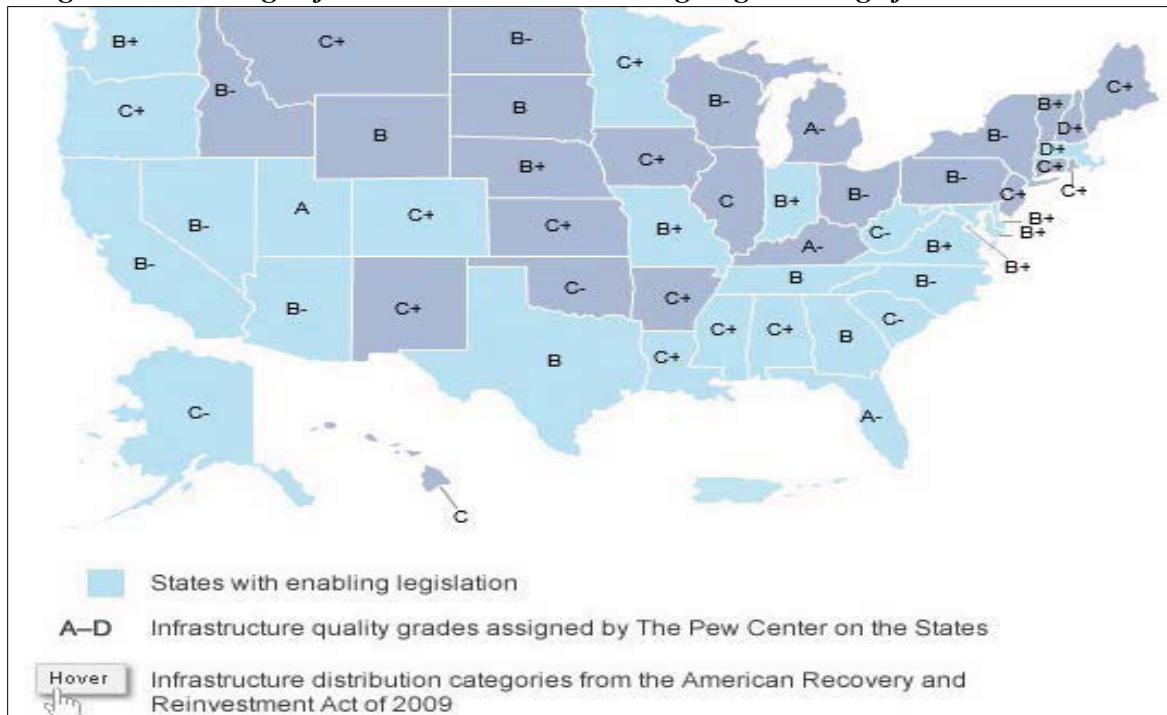 B+
C+
B-
C+
C+
B-
C+
B
B-
A-
B-
B+
D+
C+
B
B+
C+
C
B+
B-
B-
D+
C+
C+
C+
B-
A
C+
C+
B+
A-
C-
B+
B+
B+
B+
B-
B-
C+
C-
C+
B
B-
C+
C+
B
C-
B
C+
A-
C-
C
States with enabling legislation
A–D Infrastructure quality grades assigned by The Pew Center on the States
Hover Infrastructure distribution categories from the American Recovery and
Reinvestment Act of 2009